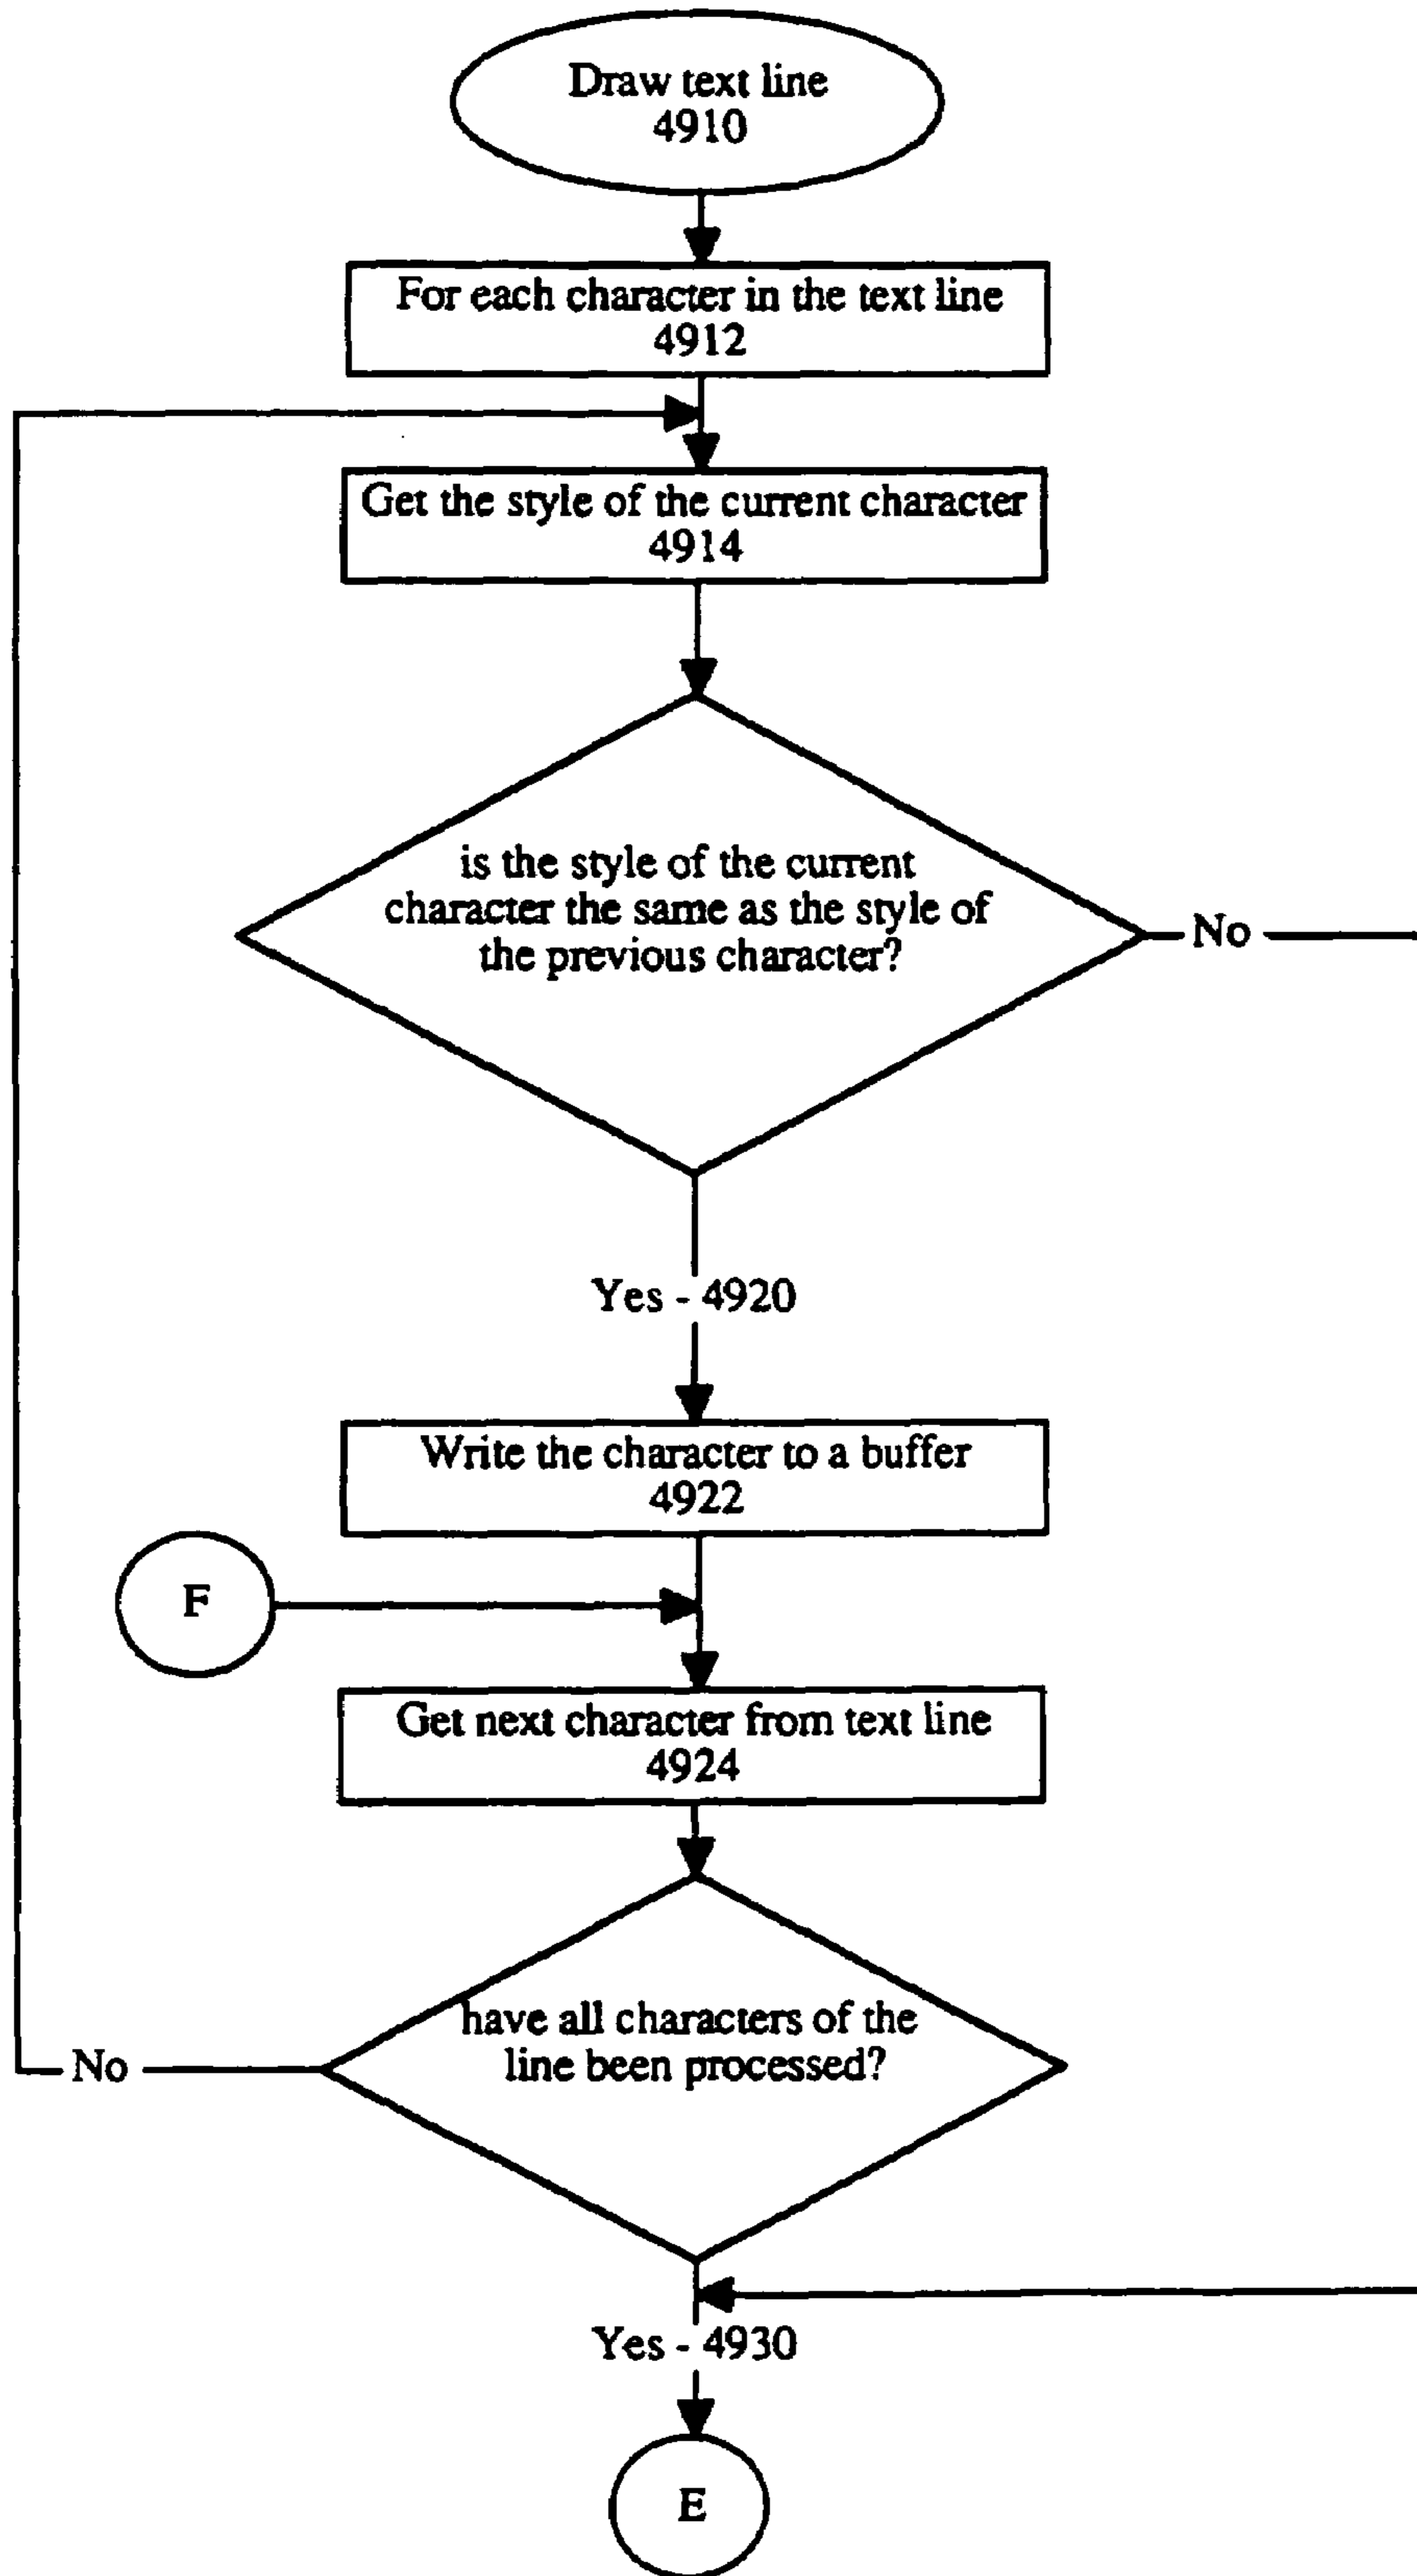 Draw text line
4910
For each character in the text line
4912
Get the style of the current character
4914
is the style of the current
character the same as the style of
the previous character?
No
Yes - 4920
Write the character to a buffer
4922
F
Get next character from text line
4924
have all characters of the
line been processed?
No
Yes - 4930
E